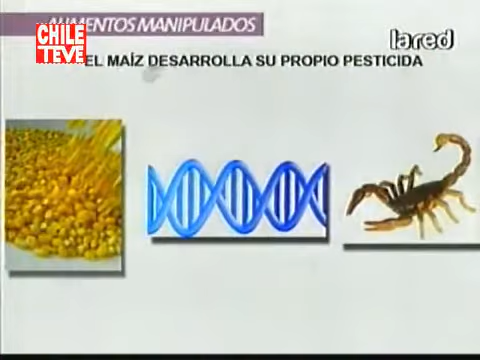 ALIMENTOS MANIPULADOS
CHILE
TEVE
lared
EL MAÍZ DESARROLLA SU PROPIO PESTICIDA